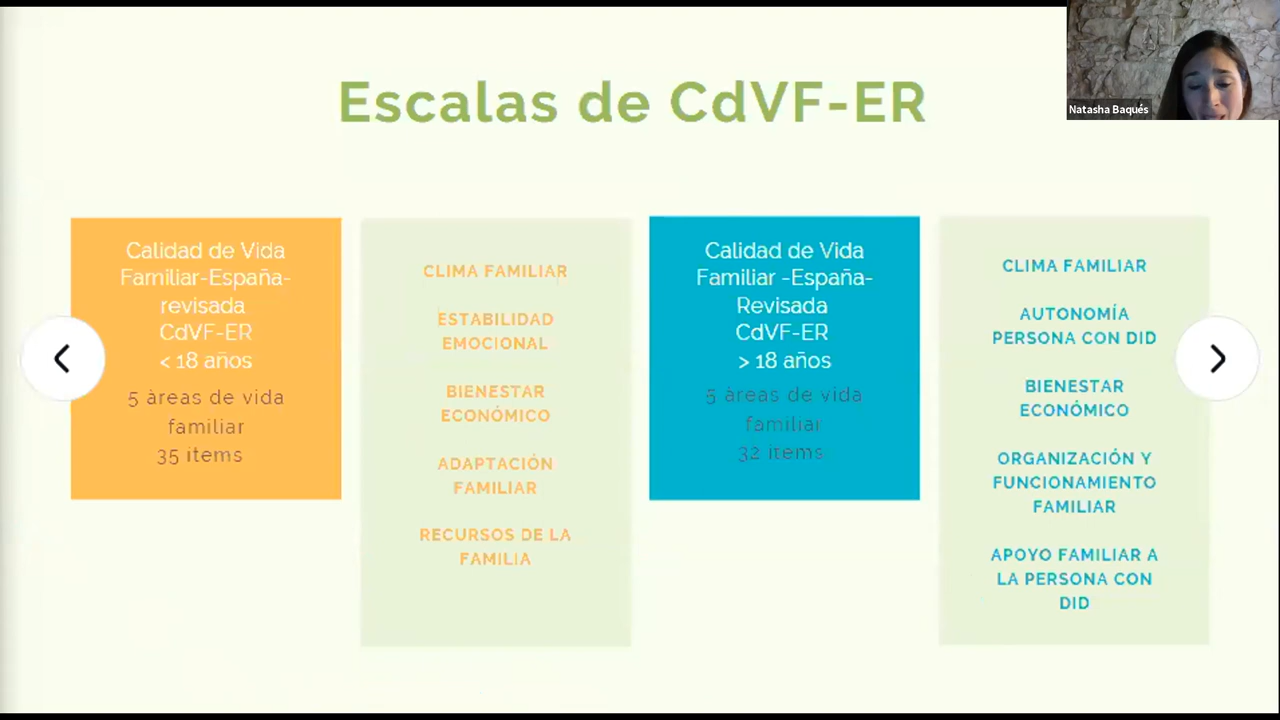 Escalas de CdVF-ER
Natasha Baqués
Calidad de Vida
Familiar-España-
revisada
CdVF-ER
< 18 años
5 áreas de vida
familiar
35 items
CLIMA FAMILIAR
ESTABILIDAD
EMOCIONAL
BIENESTAR
ECONÓMICO
ADAPTACIÓN
FAMILIAR
RECURSOS DE LA
FAMILIA
Calidad de Vida
Familiar -España-
Revisada
CdVF-ER
> 18 años
5 áreas de vida
familiar
32 items
CLIMA FAMILIAR
AUTONOMÍA
PERSONA CON DID
BIENESTAR
ECONÓMICO
ORGANIZACIÓN Y
FUNCIONAMIENTO
FAMILIAR
APOYO FAMILIAR A
LA PERSONA CON
DID